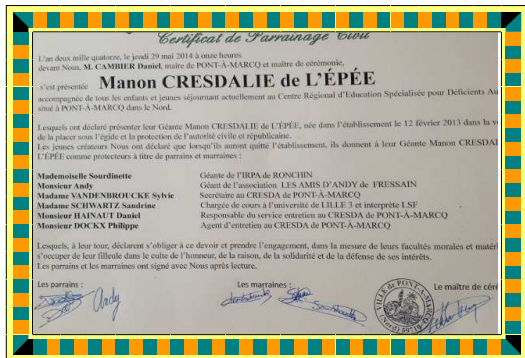 Certificat de Parrainage Civil
L'an deux mille quatorze, le jeudi 29 mai 2014 à onze heures
devant Nous, M. CAMBIER Daniel, maire de PONT-À-MARCQ et maître de cérémonie,
s'est présentée Manon CRESDALIE de L'ÉPÉE
accompagnée de tous les enfants et jeunes séjournant actuellement au Centre Régional d'Education Spécialisée pour Déficients Au
situé à PONT-À-MARCQ dans le Nord.
Lesquels ont déclaré présenter leur Géante Manon CRESDALIE de L'ÉPÉE, née dans l'établissement le 12 février 2013 dans la v
de la placer sous l'égide et la protection de l'autorité civile et républicaine.
Les jeunes créateurs Nous ont déclaré que lorsqu'ils auront quitté l'établissement, ils donnent à leur Géante Manon CRESDAL
L'ÉPÉE comme protecteurs à titre de parrains et marraines :
Mademoiselle Sourdinette Géante de l'IRPA de RONCHIN
Monsieur Andy Géant de l'association LES AMIS D'ANDY de FRESSAIN
Madame VANDENBROUCKE Sylvie Secrétaire au CRESDA de PONT-À-MARCQ
Madame SCHWARTZ Sandrine Chargée de cours à l'université de LILLE 3 et interprète LSF
Monsieur HAINAUT Daniel Responsable du service entretien au CRESDA de PONT-À-MARCQ
Monsieur DOCKX Philippe Agent d'entretien au CRESDA de PONT-À-MARCQ
Lesquels, à leur tour, déclarent s'obliger à ce devoir et prendre l'engagement, dans la mesure de leurs facultés morales et matéri
s'occuper de leur filleule dans le culte de l'honneur, de la raison, de la solidarité et de la défense de ses intérêts.
Les parrains et les marraines ont signé avec Nous après lecture.
Les parrains : Les marraines : Le maître de céré
Andy
VILLE de PONT-A-MARCQ